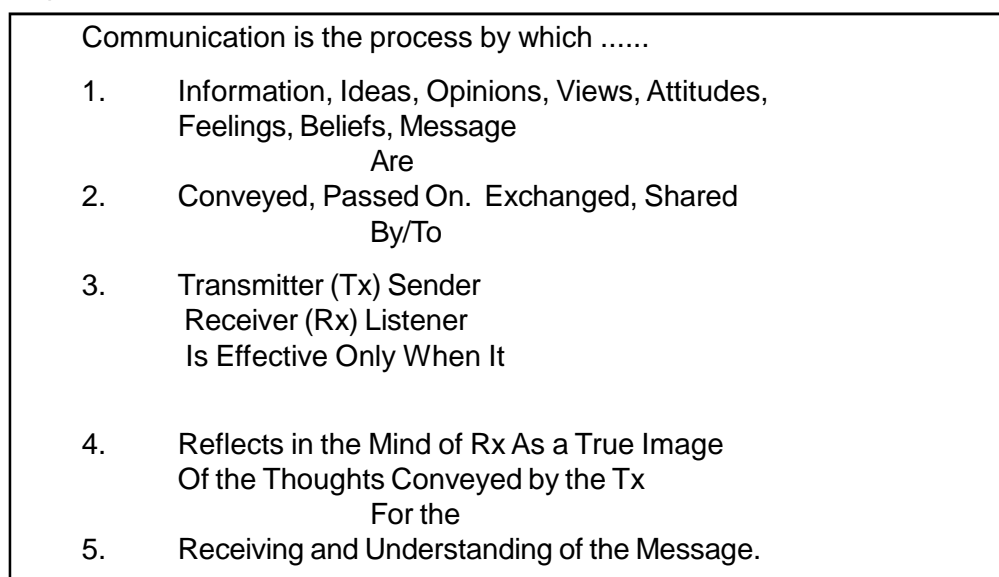 Communication is the process by which ......
1. Information, Ideas, Opinions, Views, Attitudes,
Feelings, Beliefs, Message
Are
2. Conveyed, Passed On. Exchanged, Shared
By/To
3. Transmitter (Tx) Sender
Receiver (Rx) Listener
Is Effective Only When It
4. Reflects in the Mind of Rx As a True Image
Of the Thoughts Conveyed by the Tx
For the
5. Receiving and Understanding of the Message.